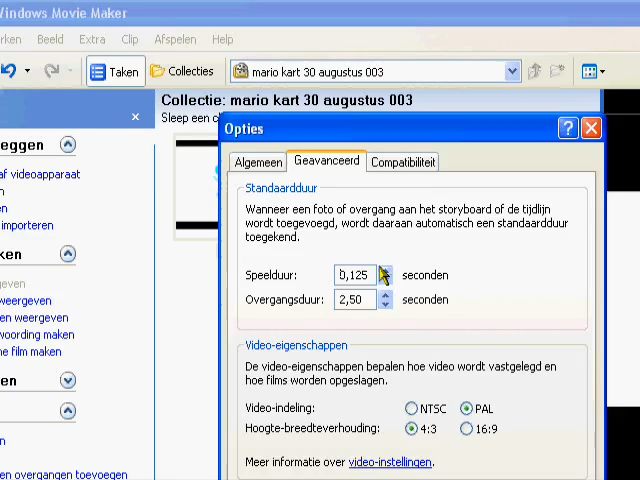 Windows Movie Maker
rken Beeld Extra Clip Afspelen Help
Taken Collecties mario kart 30 augustus 003
Collectie: mario kart 30 augustus 003
Sleep een c
Opties
eggen
af videoapparaat
n
en
importeren
ken
geven
weergeven
en weergeven
woording maken
ne film maken
en
n
en overgangen toevoegen
Algemeen Geavanceerd Compatibiliteit
Standaardduur
Wanneer een foto of overgang aan het storyboard of de tijdlijn
wordt toegevoegd, wordt daaraan automatisch een standaardduur
toegekend.
Speelduur: 0,125 seconden
Overgangsduur: 2,50 seconden
Video-eigenschappen
De video-eigenschappen bepalen hoe video wordt vastgelegd en
hoe films worden opgeslagen.
Video-indeling: NTSC PAL
Hoogte-breedteverhouding: 4:3 16:9
Meer informatie over video-instellingen.